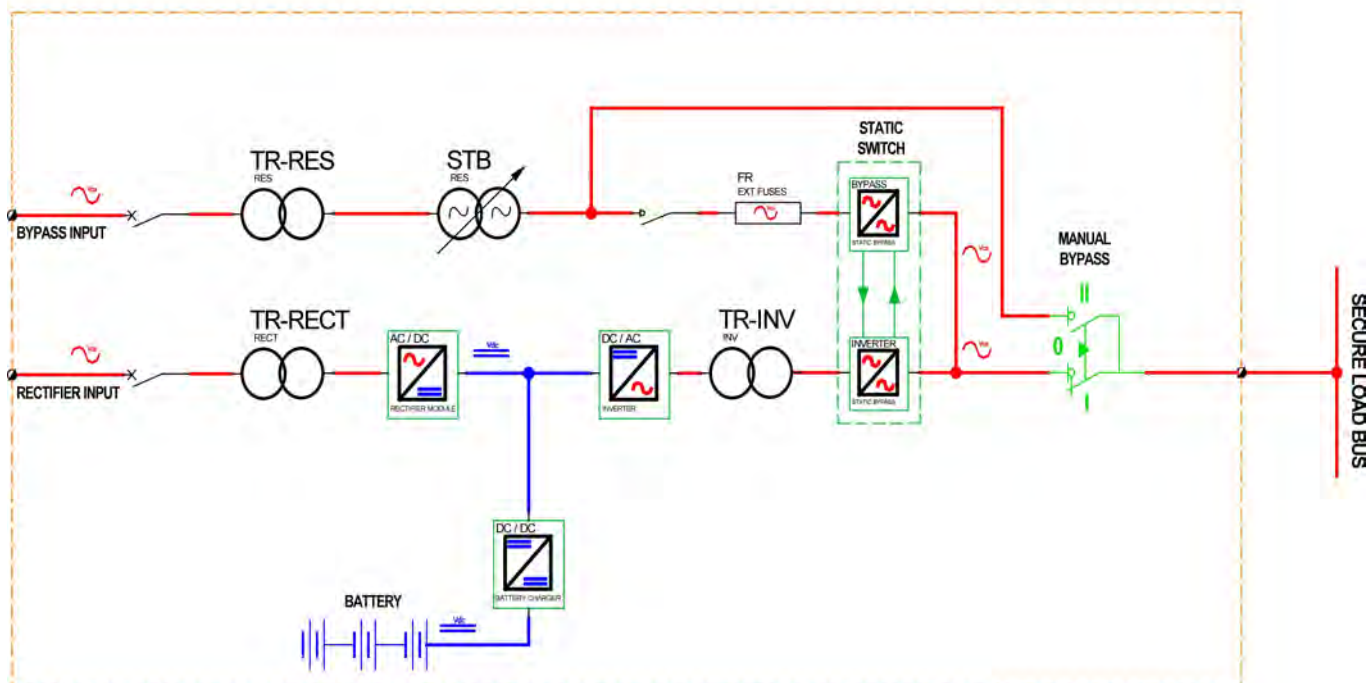 STATIC
SWITCH
TR-RES
RES
STB
RES
FR
EXT FUSES
BYPASS
STATIC BYPASS
BYPASS INPUT
MANUAL
BYPASS
II
0
I
TR-RECT
RECT
AC / DC
RECTIFIER MODULE
Vdc
DC / AC
INVERTER
TR-INV
INV
INVERTER
STATIC BYPASS
RECTIFIER INPUT
SECURE LOAD BUS
DC / DC
BATTERY CHARGER
BATTERY
Vdc